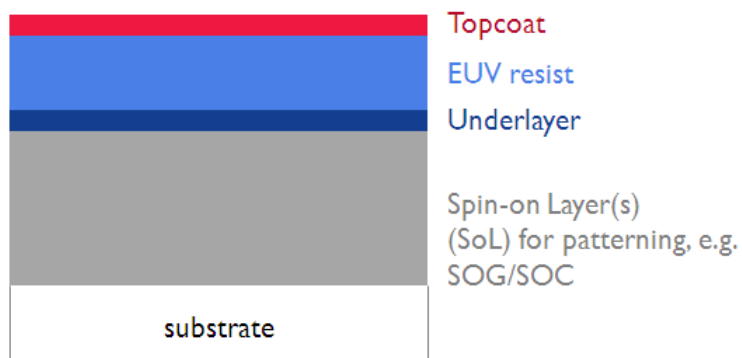 Topcoat
EUV resist
Underlayer
Spin-on Layer(s)
(SoL) for patterning, e.g.
SOG/SOC
substrate